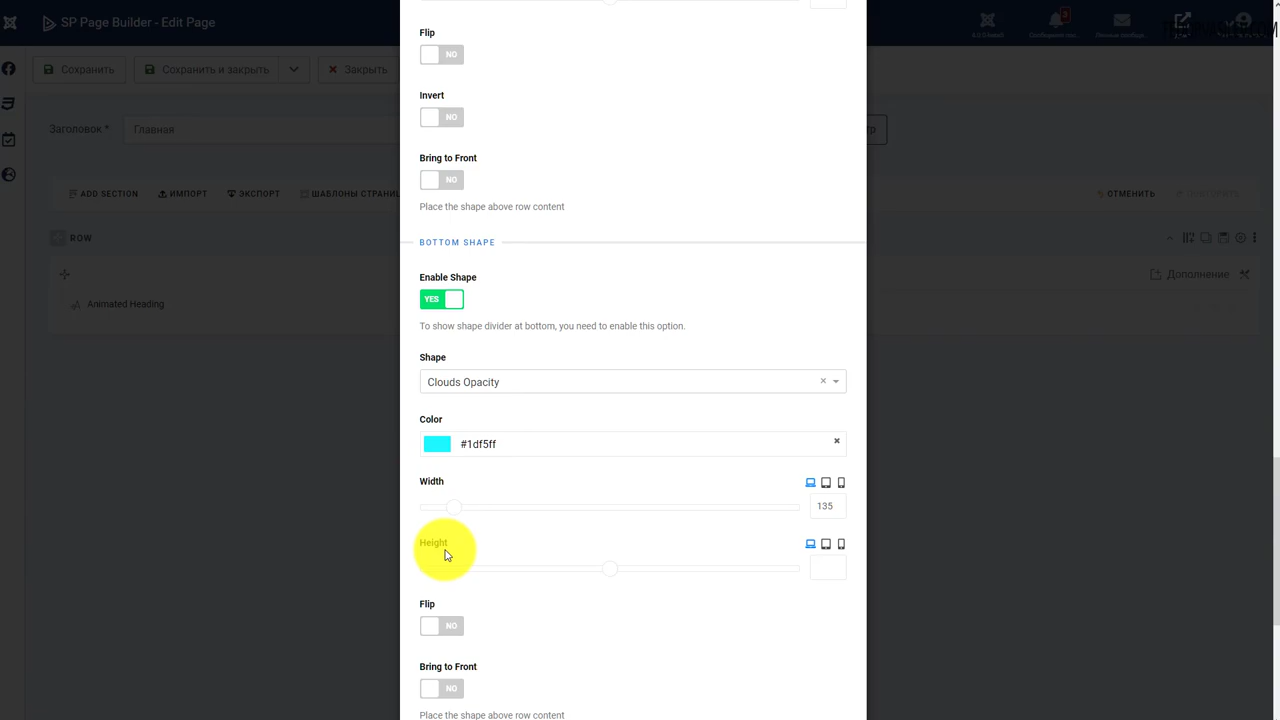 SP Page Builder - Edit Page
3
Сохранить
Сохранить и закрыть
Закрыть
Заголовок *
Главная
ADD SECTION
ИМПОРТ
ЭКСПОРТ
ОТМЕНИТЬ
ROW
Дополнение
Animated Heading
Flip
NO
Invert
NO
Bring to Front
NO
Place the shape above row content
BOTTOM SHAPE
Enable Shape
YES
To show shape divider at bottom, you need to enable this option.
Shape
Clouds Opacity
Color
#1df5ff
Width
135
Height
Flip
NO
Bring to Front
NO
Place the shape above row content